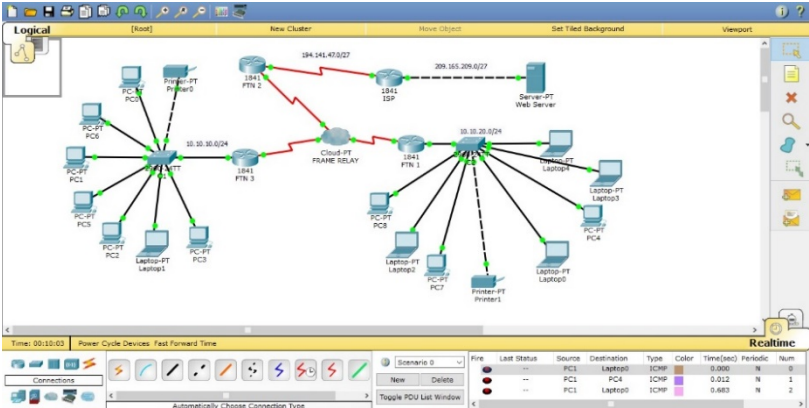 Logical
[Root]
New Cluster
Move Object
Set Tiled Background
Viewport
194.141.47.0/27
1841
FTN 2
209.165.209.0/27
1841
ISP
Server-PT
Web Server
PC-PT
PC0
Printer-PT
Printer0
PC-PT
PC6
10.10.10.0/24
1841
FTN 3
Cloud-PT
FRAME RELAY
1841
FTN 1
10.10.20.0/24
Laptop-PT
Laptop4
Laptop-PT
Laptop3
PC-PT
PC1
PC-PT
PC5
PC-PT
PC2
Laptop-PT
Laptop1
PC-PT
PC3
PC-PT
PC8
Laptop-PT
Laptop2
PC-PT
PC7
Printer-PT
Printer1
Laptop-PT
Laptop0
PC-PT
PC4
Time: 00:10:03 Power Cycle Devices Fast Forward Time
Realtime
Connections
Automatically Choose Connection Type
Scenario 0
New Delete
Toggle PDU List Window
Fire Last Status Source Destination Type Color Time(sec) Periodic Num
-- PC1 Laptop0 ICMP 0.000 N 0
-- PC1 PC4 ICMP 0.012 N 1
-- PC1 Laptop0 ICMP 0.683 N 2